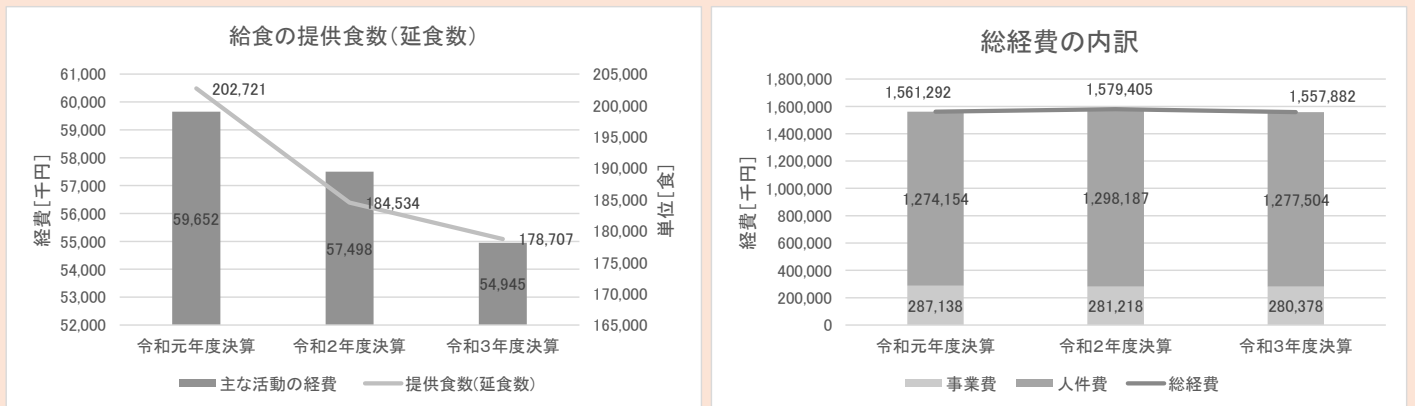 給食の提供食数(延食数)
経費[千円]
61,000
60,000
59,000
58,000
57,000
56,000
55,000
54,000
53,000
52,000
205,000
200,000
195,000
190,000
185,000
180,000
175,000
170,000
165,000
単位[食]
202,721
184,534
178,707
59,652
57,498
54,945
令和元年度決算 令和2年度決算 令和3年度決算
主な活動の経費 提供食数(延食数)
総経費の内訳
経費[千円]
1,800,000
1,600,000
1,400,000
1,200,000
1,000,000
800,000
600,000
400,000
200,000
0
1,561,292 1,579,405 1,557,882
1,274,154 1,298,187 1,277,504
287,138 281,218 280,378
令和元年度決算 令和2年度決算 令和3年度決算
事業費 人件費 総経費